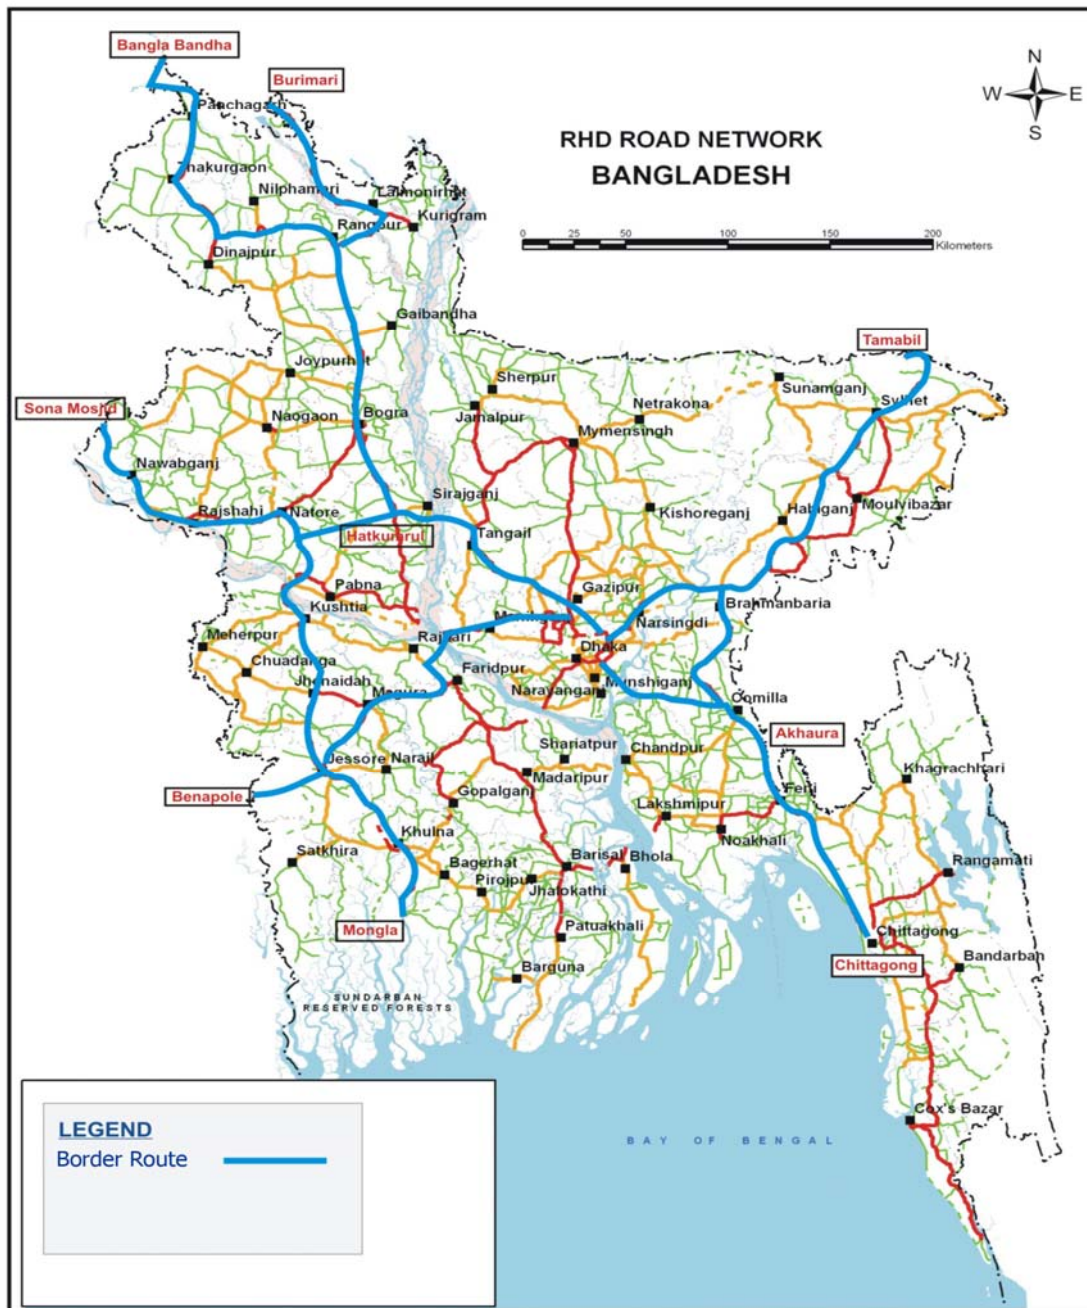 Bangla Bandha
Burimari
N
W E
S
RHD ROAD NETWORK
BANGLADESH
0 25 50 100 150 200
Kilometers
Panchagarh
Thakurgaon
Nilphamari
Lalmonirhat
Kurigram
Rangpur
Dinajpur
Gaibandha
Tamabil
Joypurhat
Sherpur
Sunamganj
Sona Mosjid
Naogaon
Bogra
Jamalpur
Netrakona
Sylhet
Mymensingh
Nawabganj
Sirajganj
Rajshahi
Natore
Kishoreganj
Habiganj
Moulvibazar
Hatkumrul
Tangail
Pabna
Gazipur
Kushtia
Brahmanbaria
Narsingdi
Meherpur
Rajbari
Dhaka
Chuadanga
Faridpur
Jhenaidah
Magura
Narayanganj
Munshiganj
Comilla
Akhaura
Shariatpur
Chandpur
Jessore
Narail
Madaripur
Khagrachhari
Benapole
Gopalganj
Lakshmipur
Feni
Khulna
Noakhali
Satkhira
Bagerhat
Barisal
Bhola
Rangamati
Pirojpur
Jhalokathi
Mongla
Patuakhali
Chittagong
Chittagong
Bandarban
Barguna
SUNDARBAN
RESERVED FORESTS
Cox's Bazar
BAY OF BENGAL
LEGEND
Border Route